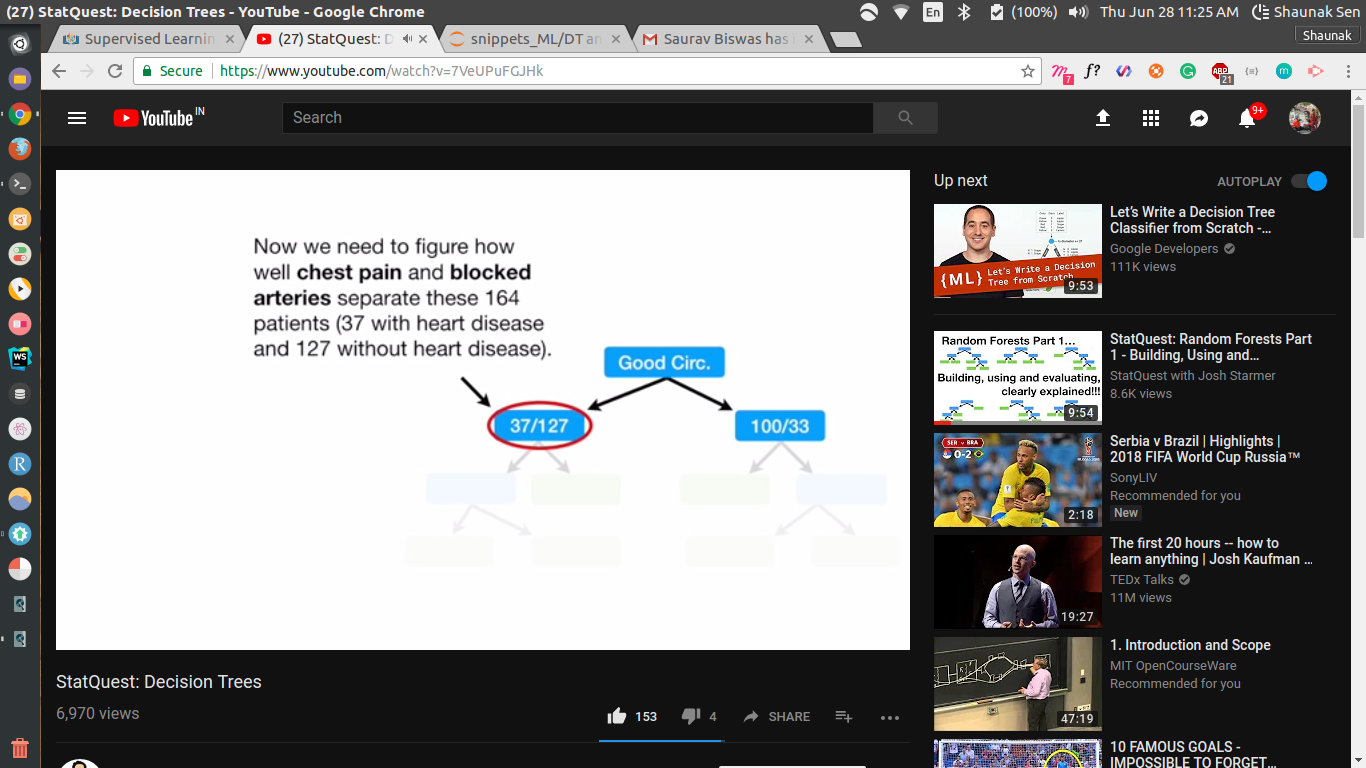 (27) StatQuest: Decision Trees - YouTube - Google Chrome
En
(100%)
Thu Jun 28 11:25 AM
Shaunak Sen
Supervised Learnin
(27) StatQuest: D
snippets_ML/DT an
Gmail Saurav Biswas has
Shaunak
Secure
https://www.youtube.com/watch?v=7VeUPuFGJHk
7
f?
ABP
21
m
YouTube IN
Search
9+
Now we need to figure how
well chest pain and blocked
arteries separate these 164
patients (37 with heart disease
and 127 without heart disease).
Good Circ.
37/127
100/33
StatQuest: Decision Trees
6,970 views
153
4
SHARE
Up next
AUTOPLAY
{ML} Let's Write a Decision
Tree from Scratch
9:53
Let's Write a Decision Tree
Classifier from Scratch -...
Google Developers
111K views
Random Forests Part 1...
Building, using and evaluating,
clearly explained!!!
9:54
StatQuest: Random Forests Part
1 - Building, Using and...
StatQuest with Josh Starmer
8.6K views
SER v BRA
0-2
2:18
Serbia v Brazil | Highlights |
2018 FIFA World Cup Russia™
SonyLIV
Recommended for you
New
19:27
The first 20 hours -- how to
learn anything | Josh Kaufman ...
TEDx Talks
11M views
47:19
1. Introduction and Scope
MIT OpenCourseWare
Recommended for you
10 FAMOUS GOALS -
IMPOSSIBLE TO FORGET...
WS
R